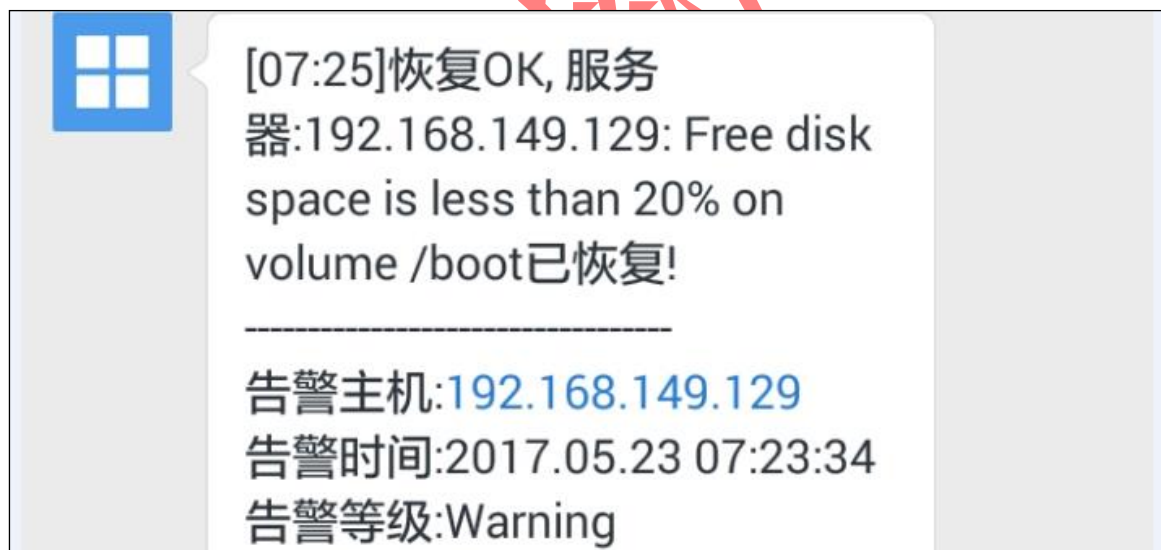 [07:25]恢复OK, 服务
器:192.168.149.129: Free disk
space is less than 20% on
volume /boot已恢复!
----------------------------------
告警主机:192.168.149.129
告警时间:2017.05.23 07:23:34
告警等级:Warning